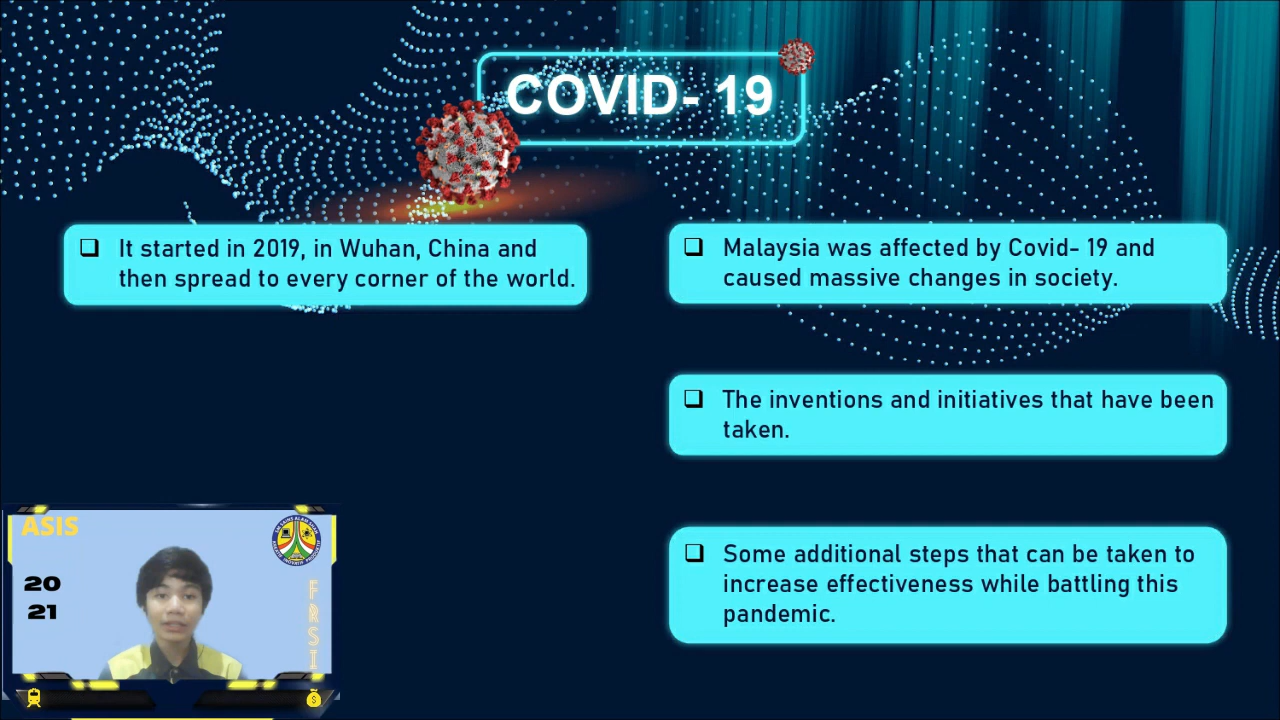 COVID- 19
It started in 2019, in Wuhan, China and
then spread to every corner of the world.
Malaysia was affected by Covid- 19 and
caused massive changes in society.
The inventions and initiatives that have been
taken.
Some additional steps that can be taken to
increase effectiveness while battling this
pandemic.
ASIS
20
21